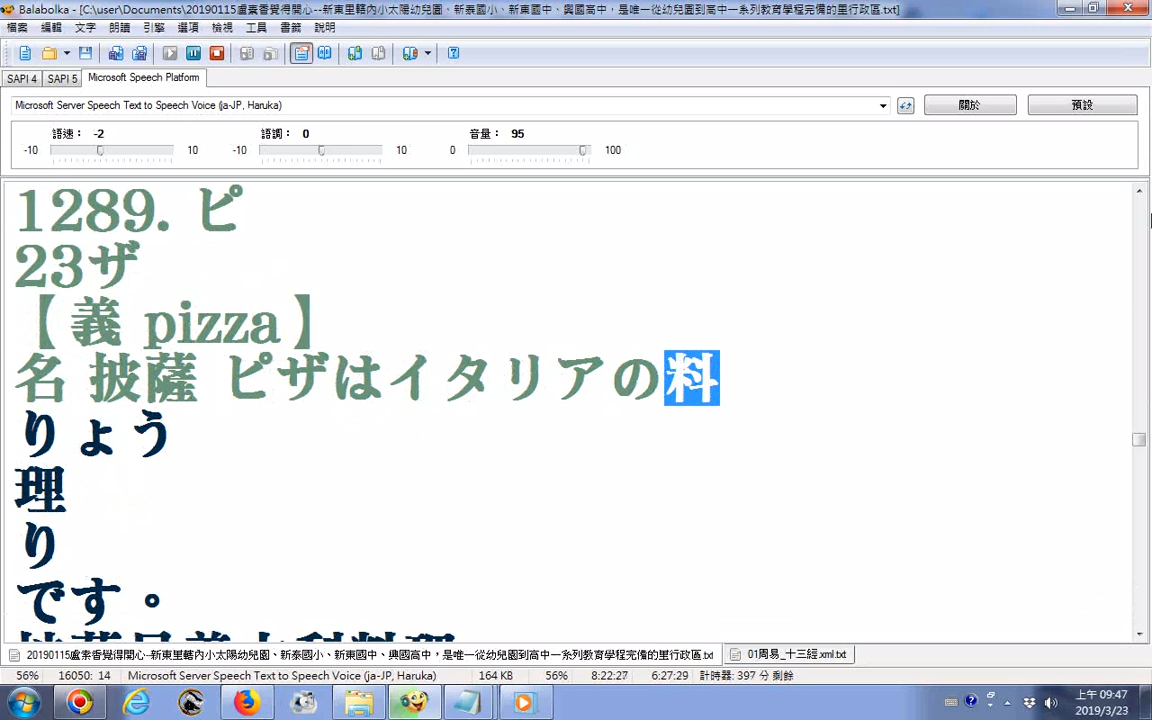 Balabolka - [C:\user\Documents\20190115盧素香覺得開心--新東里轄內小太陽幼兒園、新泰國小、新東國中、興國高中，是唯一從幼兒園到高中一系列教育學程完備的里行政區.txt]
檔案 編輯 文字 朗讀 引擎 選項 檢視 工具 書籤 說明
SAPI 4 SAPI 5 Microsoft Speech Platform
Microsoft Server Speech Text to Speech Voice (ja-JP, Haruka) 關於 預設
語速： -2 語調： 0 音量： 95
-10 10 -10 10 0 100
1289. ピ
23ザ
【義 pizza】
名 披薩 ピザはイタリアの料
りょう
理
り
です。
披薩是義大利料理
20190115盧素香覺得開心--新東里轄內小太陽幼兒園、新泰國小、新東國中、興國高中，是唯一從幼兒園到高中一系列教育學程完備的里行政區.txt 01周易_十三經.xml.txt
56% 16050: 14 Microsoft Server Speech Text to Speech Voice (ja-JP, Haruka) 164 KB 56% 8:22:27 6:27:29 計時器: 397 分 剩餘
上午 09:47
2019/3/23